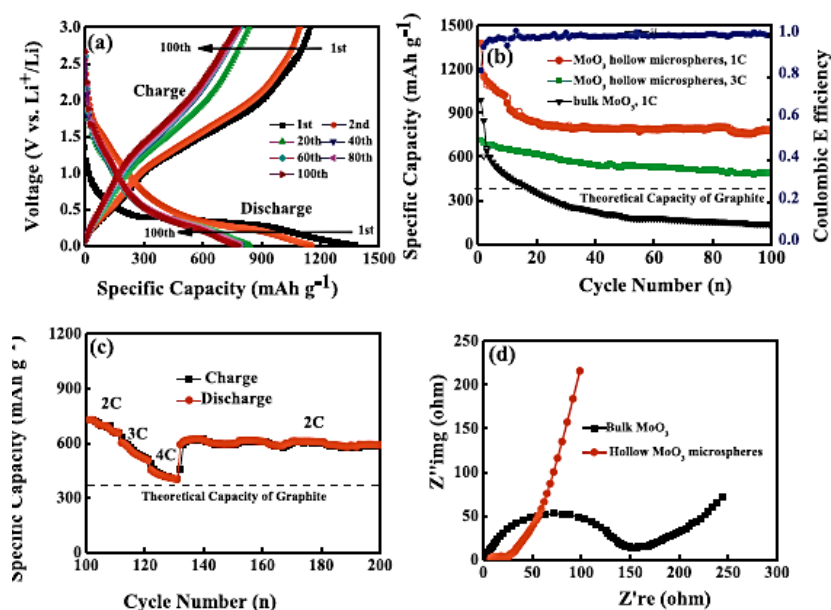 (a)
Voltage (V vs. Li⁺/Li)
3.0
2.5
2.0
1.5
1.0
0.5
0.0
100th
1st
Charge
1st 2nd
20th 40th
60th 80th
100th
Discharge
100th
1st
0 300 600 900 1200 1500
Specific Capacity (mAh g⁻¹)
(b)
Specific Capacity (mAh g⁻¹)
1500
1200
900
600
300
0
MoO₃ hollow microspheres, 1C
MoO₃ hollow microspheres, 3C
bulk MoO₃, 1C
Theoretical Capacity of Graphite
1.0
0.8
0.6
0.4
0.2
0.0
Coulombic E fficiency
0 20 40 60 80 100
Cycle Number (n)
(c)
Specific Capacity (mAh g⁻¹)
1200
900
600
300
0
Charge
Discharge
2C
3C
4C
2C
Theoretical Capacity of Graphite
100 120 140 160 180 200
Cycle Number (n)
(d)
Z''img (ohm)
250
200
150
100
50
0
Bulk MoO₃
Hollow MoO₃ microspheres
0 50 100 150 200 250 300
Z're (ohm)